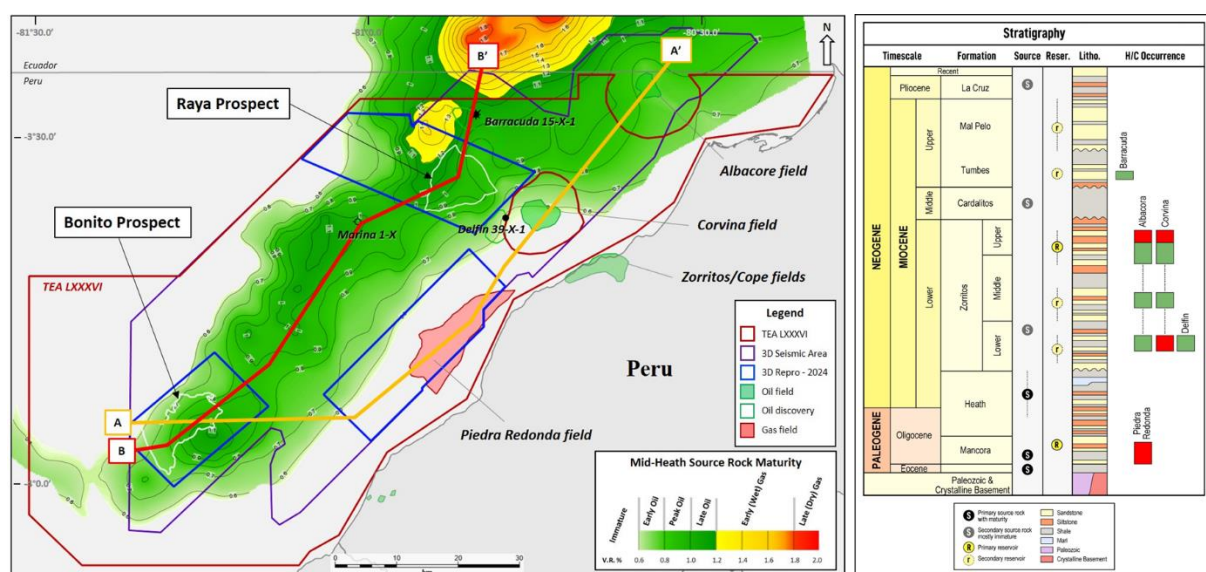 -81°30.0'
-81°0.0'
-80°30.0'
N
Ecuador
Peru
B'
A'
Raya Prospect
Barracuda 15-X-1
-3°30.0'
Albacore field
Bonito Prospect
Corvina field
Marina 1-X
Delfin 39-X-1
Zorritos/Cope fields
TEA LXXXVI
Legend
TEA LXXXVI
3D Seismic Area
3D Repro - 2024
Oil field
Oil discovery
Gas field
Peru
A
B
Piedra Redonda field
Mid-Heath Source Rock Maturity
Immature
Early Oil
Peak Oil
Late Oil
Early (Wet) Gas
Late (Dry) Gas
V.R. % 0.6 0.8 1.0 1.2 1.4 1.6 1.8 2.0
0 10 20 30
Stratigraphy
Timescale Formation Source Reser. Litho. H/C Occurrence
Recent
Pliocene La Cruz S
NEOGENE
MIOCENE
Upper
Mal Pelo r
Tumbes r
Barracuda
Middle Cardalitos S
Albacora
Corvina
Lower
Zorritos
Upper R
Middle r
Lower S r
Delfin
Heath S
PALEOGENE
Oligocene
Mancora S R
Piedra Redonda
Eocene S
Paleozoic &
Crystalline Basement
S Primary source rock
with maturity
S Secondary source rock
mostly immature
R Primary reservoir
r Secondary reservoir
Sandstone
Siltstone
Shale
Marl
Paleozoic
Crystalline Basement